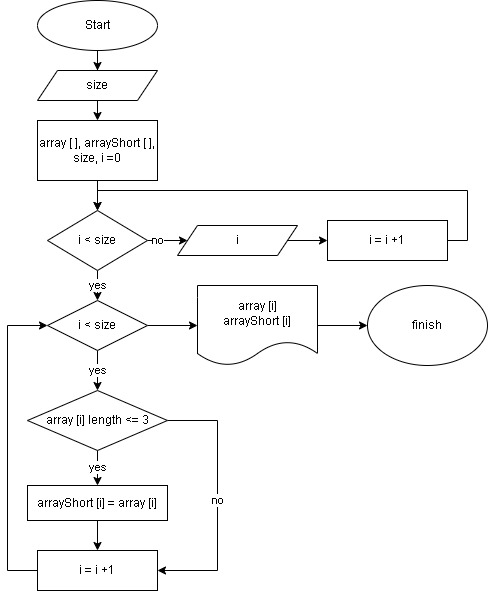 Start
size
array [ ], arrayShort [ ],
size, i =0
i < size
no
i
i = i +1
yes
i < size
array [i]
arrayShort [i]
finish
yes
array [i] length <= 3
yes
no
arrayShort [i] = array [i]
i = i +1